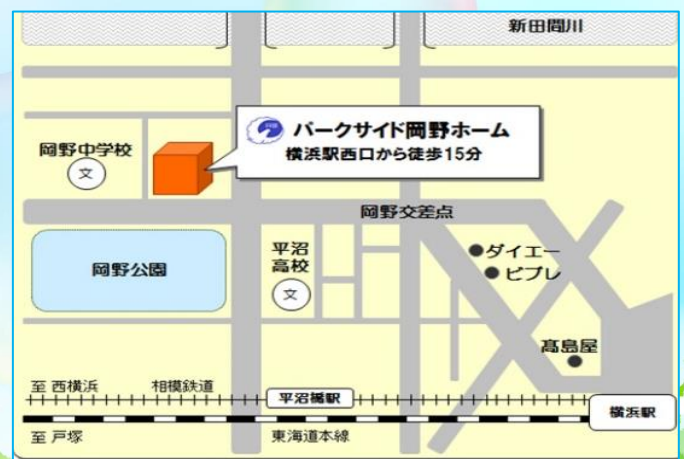 新田間川
パークサイド岡野ホーム
横浜駅西口から徒歩15分
岡野中学校
文
岡野交差点
岡野公園
平沼
高校
文
ダイエー
ビブレ
髙島屋
至 西横浜
相模鉄道
平沼橋駅
横浜駅
至 戸塚
東海道本線